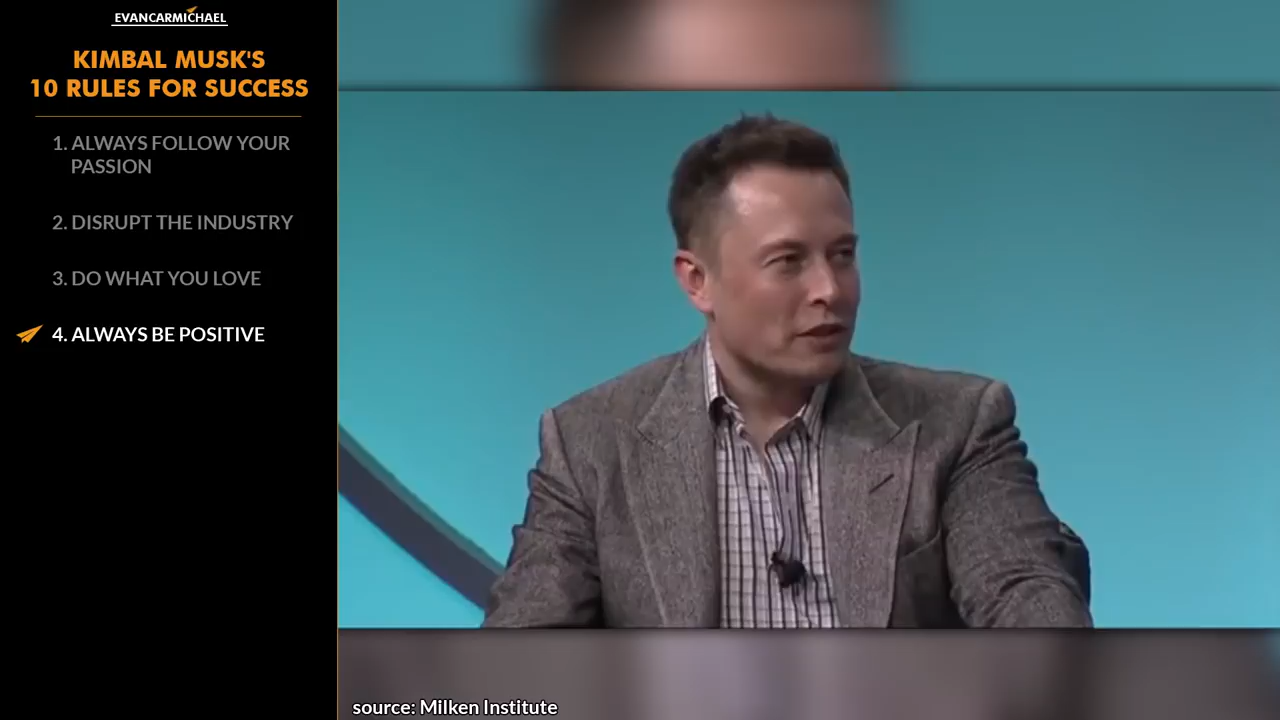 EVANCARMICHAEL
KIMBAL MUSK'S
10 RULES FOR SUCCESS
1. ALWAYS FOLLOW YOUR
PASSION
2. DISRUPT THE INDUSTRY
3. DO WHAT YOU LOVE
4. ALWAYS BE POSITIVE
source: Milken Institute